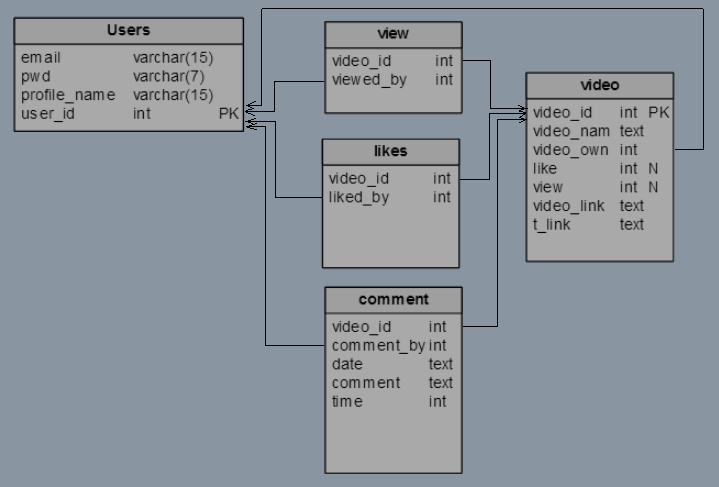 Users
email varchar(15)
pwd varchar(7)
profile_name varchar(15)
user_id int PK
view
video_id int
viewed_by int
likes
video_id int
liked_by int
comment
video_id int
comment_by int
date text
comment text
time int
video
video_id int PK
video_nam text
video_own int
like int N
view int N
video_link text
t_link text